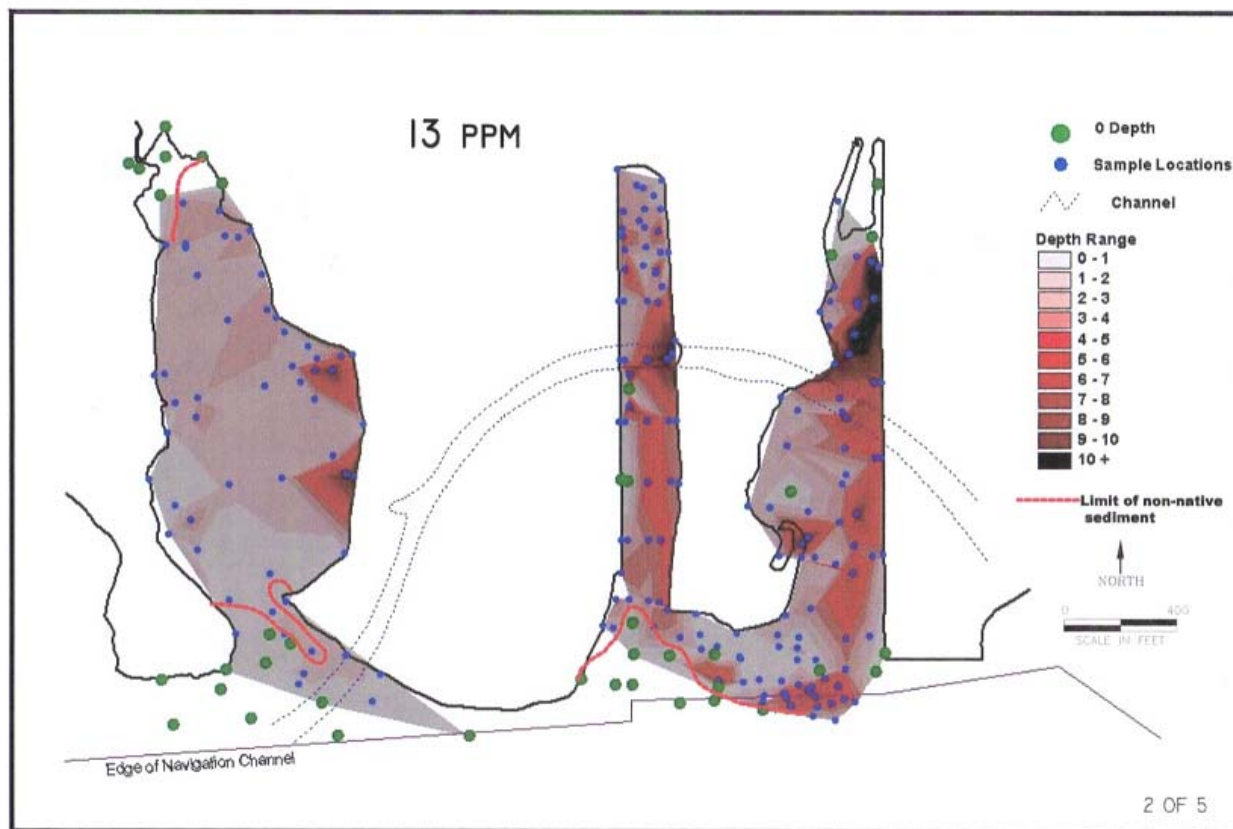 13 PPM
0 Depth
Sample Locations
Channel
Depth Range
0 - 1
1 - 2
2 - 3
3 - 4
4 - 5
5 - 6
6 - 7
7 - 8
8 - 9
9 - 10
10 +
Limit of non-native
sediment
NORTH
0 400
SCALE IN FEET
Edge of Navigation Channel
2 OF 5